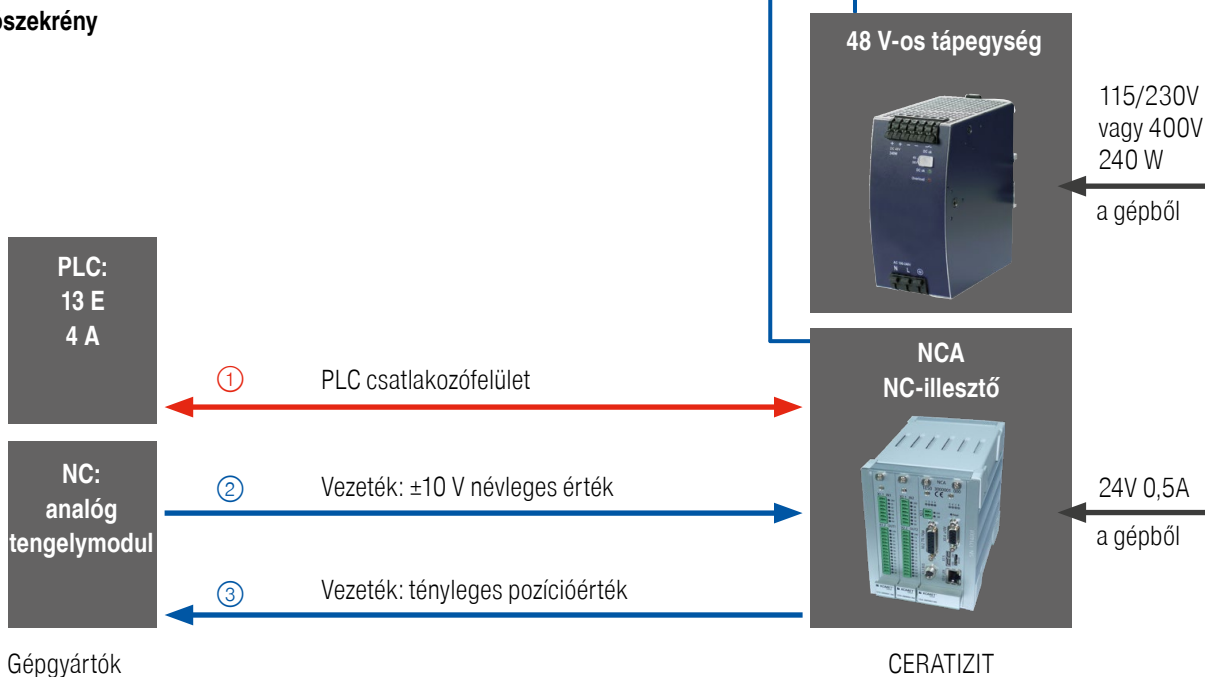 48 V-os tápegység
115/230V
vagy 400V
240 W
a gépből
PLC:
13 E
4 A
NCA
NC-illesztő
① PLC csatlakozófelület
NC:
analóg
tengelymodul
② Vezeték: ±10 V névleges érték
24V 0,5A
a gépből
③ Vezeték: tényleges pozícióérték
Gépgyártók
CERATIZIT